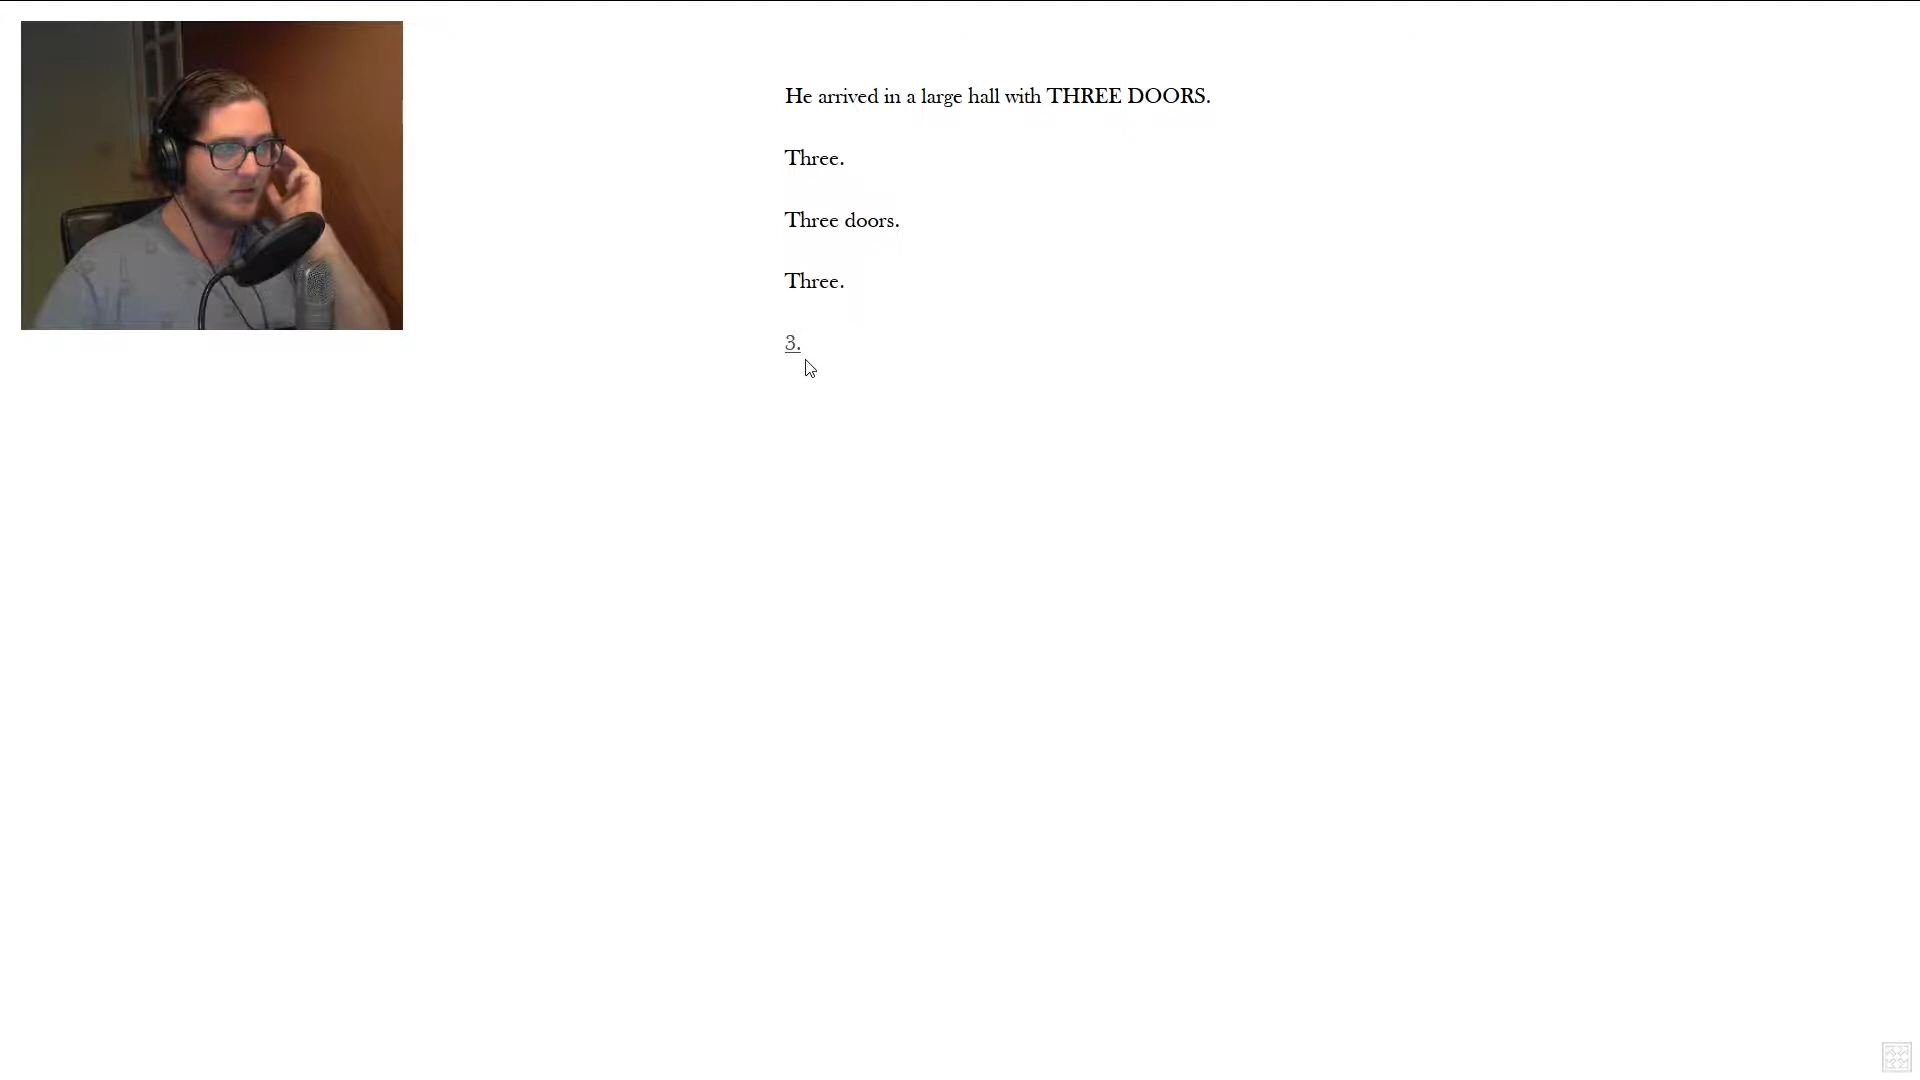 He arrived in a large hall with THREE DOORS.
Three.
Three doors.
Three.
3.